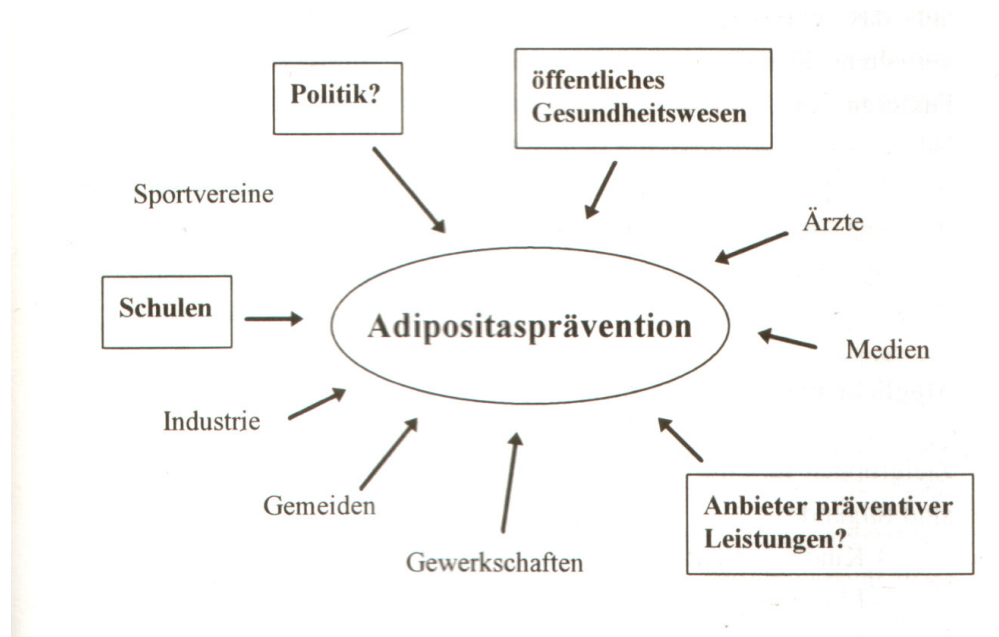 Politik?
öffentliches
Gesundheitswesen
Sportvereine
Ärzte
Schulen
Adipositasprävention
Medien
Industrie
Gemeiden
Anbieter präventiver
Leistungen?
Gewerkschaften